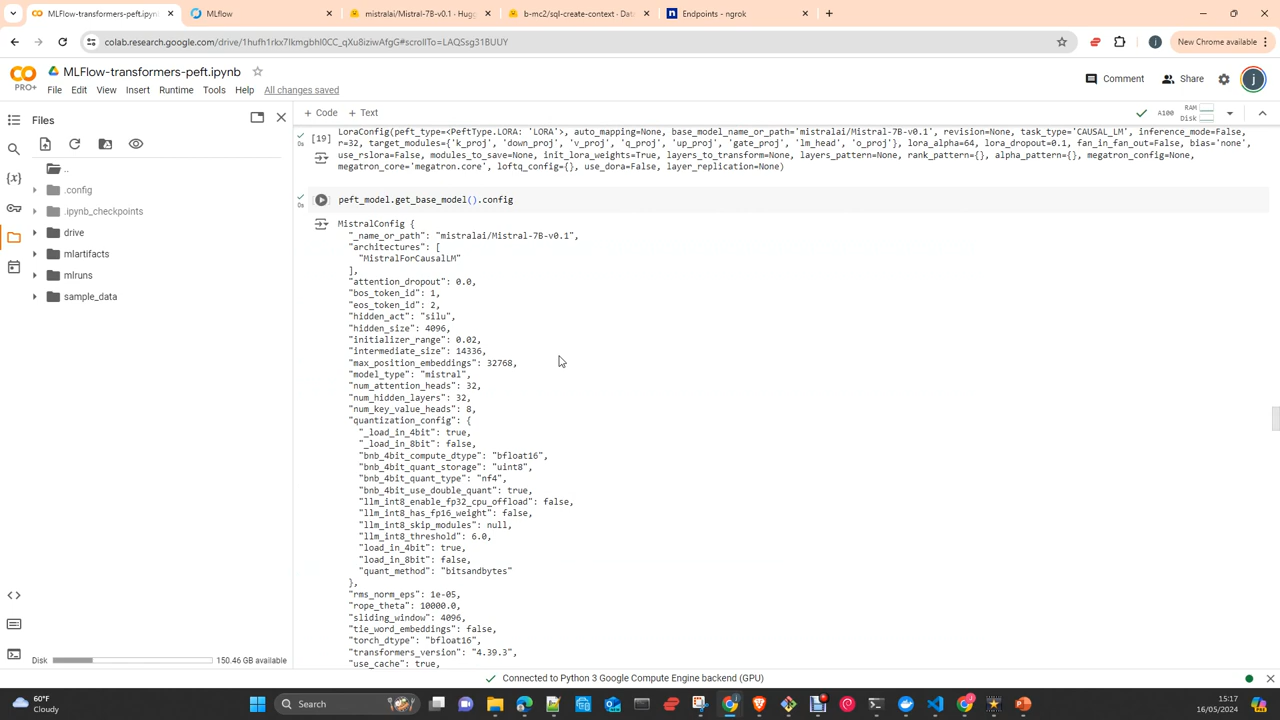 MLFlow-transformers-peft.ipynb
MLflow
mistralai/Mistral-7B-v0.1 · Hugg
b-mc2/sql-create-context · Data
Endpoints - ngrok
colab.research.google.com/drive/1hufh1rkx7lkmgbhl0CC_qXu8iziwAfgG#scrollTo=LAQSsg31BUUY
New Chrome available
CO
PRO+
MLFlow-transformers-peft.ipynb
File Edit View Insert Runtime Tools Help All changes saved
Comment
Share
j
Files
+ Code + Text
A100
RAM
Disk
..
.config
.ipynb_checkpoints
drive
mlartifacts
mlruns
sample_data
Disk
150.46 GB available
[19]
0s
LoraConfig(peft_type=<PeftType.LORA: 'LORA'>, auto_mapping=None, base_model_name_or_path='mistralai/Mistral-7B-v0.1', revision=None, task_type='CAUSAL_LM', inference_mode=False,
r=32, target_modules={'k_proj', 'down_proj', 'v_proj', 'q_proj', 'up_proj', 'gate_proj', 'lm_head', 'o_proj'}, lora_alpha=64, lora_dropout=0.1, fan_in_fan_out=False, bias='none',
use_rslora=False, modules_to_save=None, init_lora_weights=True, layers_to_transform=None, layers_pattern=None, rank_pattern={}, alpha_pattern={}, megatron_config=None,
megatron_core='megatron.core', loftq_config={}, use_dora=False, layer_replication=None)
0s
peft_model.get_base_model().config
MistralConfig {
"_name_or_path": "mistralai/Mistral-7B-v0.1",
"architectures": [
"MistralForCausalLM"
],
"attention_dropout": 0.0,
"bos_token_id": 1,
"eos_token_id": 2,
"hidden_act": "silu",
"hidden_size": 4096,
"initializer_range": 0.02,
"intermediate_size": 14336,
"max_position_embeddings": 32768,
"model_type": "mistral",
"num_attention_heads": 32,
"num_hidden_layers": 32,
"num_key_value_heads": 8,
"quantization_config": {
"_load_in_4bit": true,
"_load_in_8bit": false,
"bnb_4bit_compute_dtype": "bfloat16",
"bnb_4bit_quant_storage": "uint8",
"bnb_4bit_quant_type": "nf4",
"bnb_4bit_use_double_quant": true,
"llm_int8_enable_fp32_cpu_offload": false,
"llm_int8_has_fp16_weight": false,
"llm_int8_skip_modules": null,
"llm_int8_threshold": 6.0,
"load_in_4bit": true,
"load_in_8bit": false,
"quant_method": "bitsandbytes"
},
"rms_norm_eps": 1e-05,
"rope_theta": 10000.0,
"sliding_window": 4096,
"tie_word_embeddings": false,
"torch_dtype": "bfloat16",
"transformers_version": "4.39.3",
"use_cache": true,
Connected to Python 3 Google Compute Engine backend (GPU)
60°F
Cloudy
Search
15:17
16/05/2024